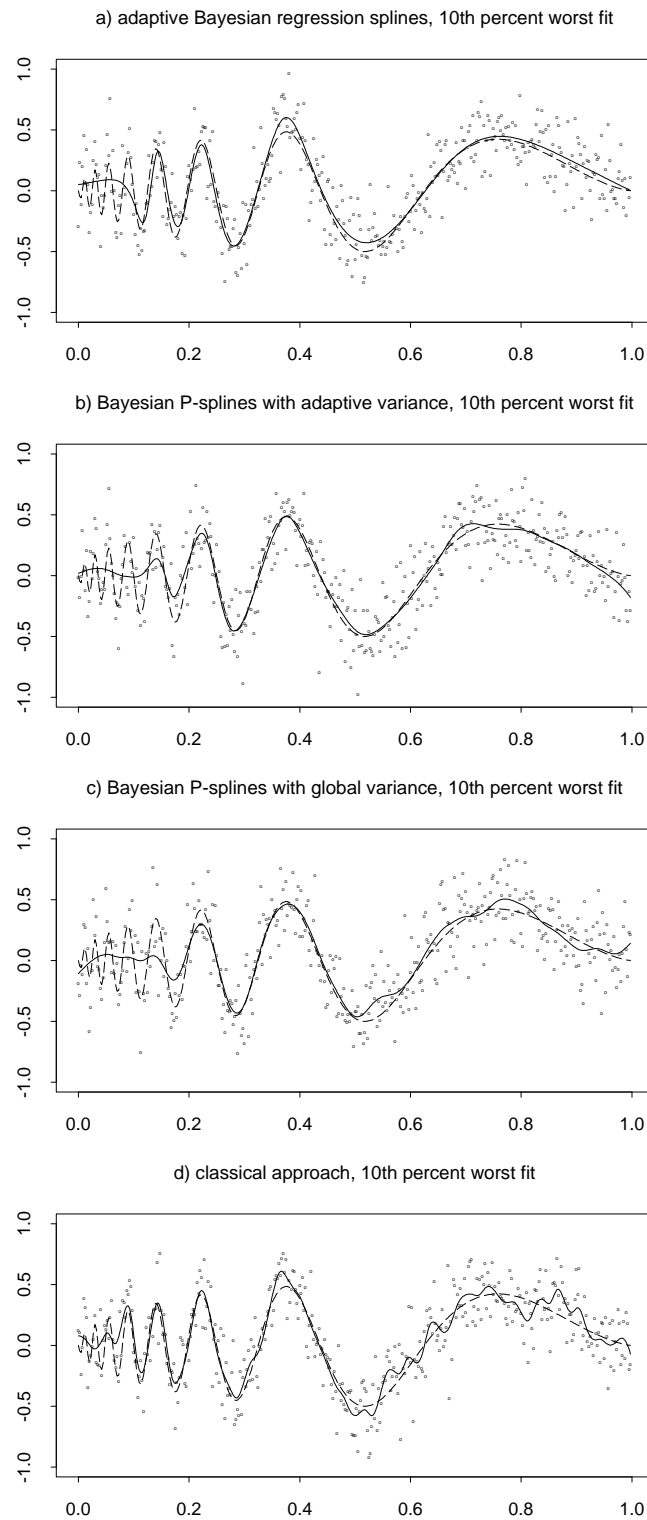 a) adaptive Bayesian regression splines, 10th percent worst fit
1.0
0.5
0.0
-0.5
-1.0
0.0 0.2 0.4 0.6 0.8 1.0
b) Bayesian P-splines with adaptive variance, 10th percent worst fit
1.0
0.5
0.0
-0.5
-1.0
0.0 0.2 0.4 0.6 0.8 1.0
c) Bayesian P-splines with global variance, 10th percent worst fit
1.0
0.5
0.0
-0.5
-1.0
0.0 0.2 0.4 0.6 0.8 1.0
d) classical approach, 10th percent worst fit
1.0
0.5
0.0
-0.5
-1.0
0.0 0.2 0.4 0.6 0.8 1.0